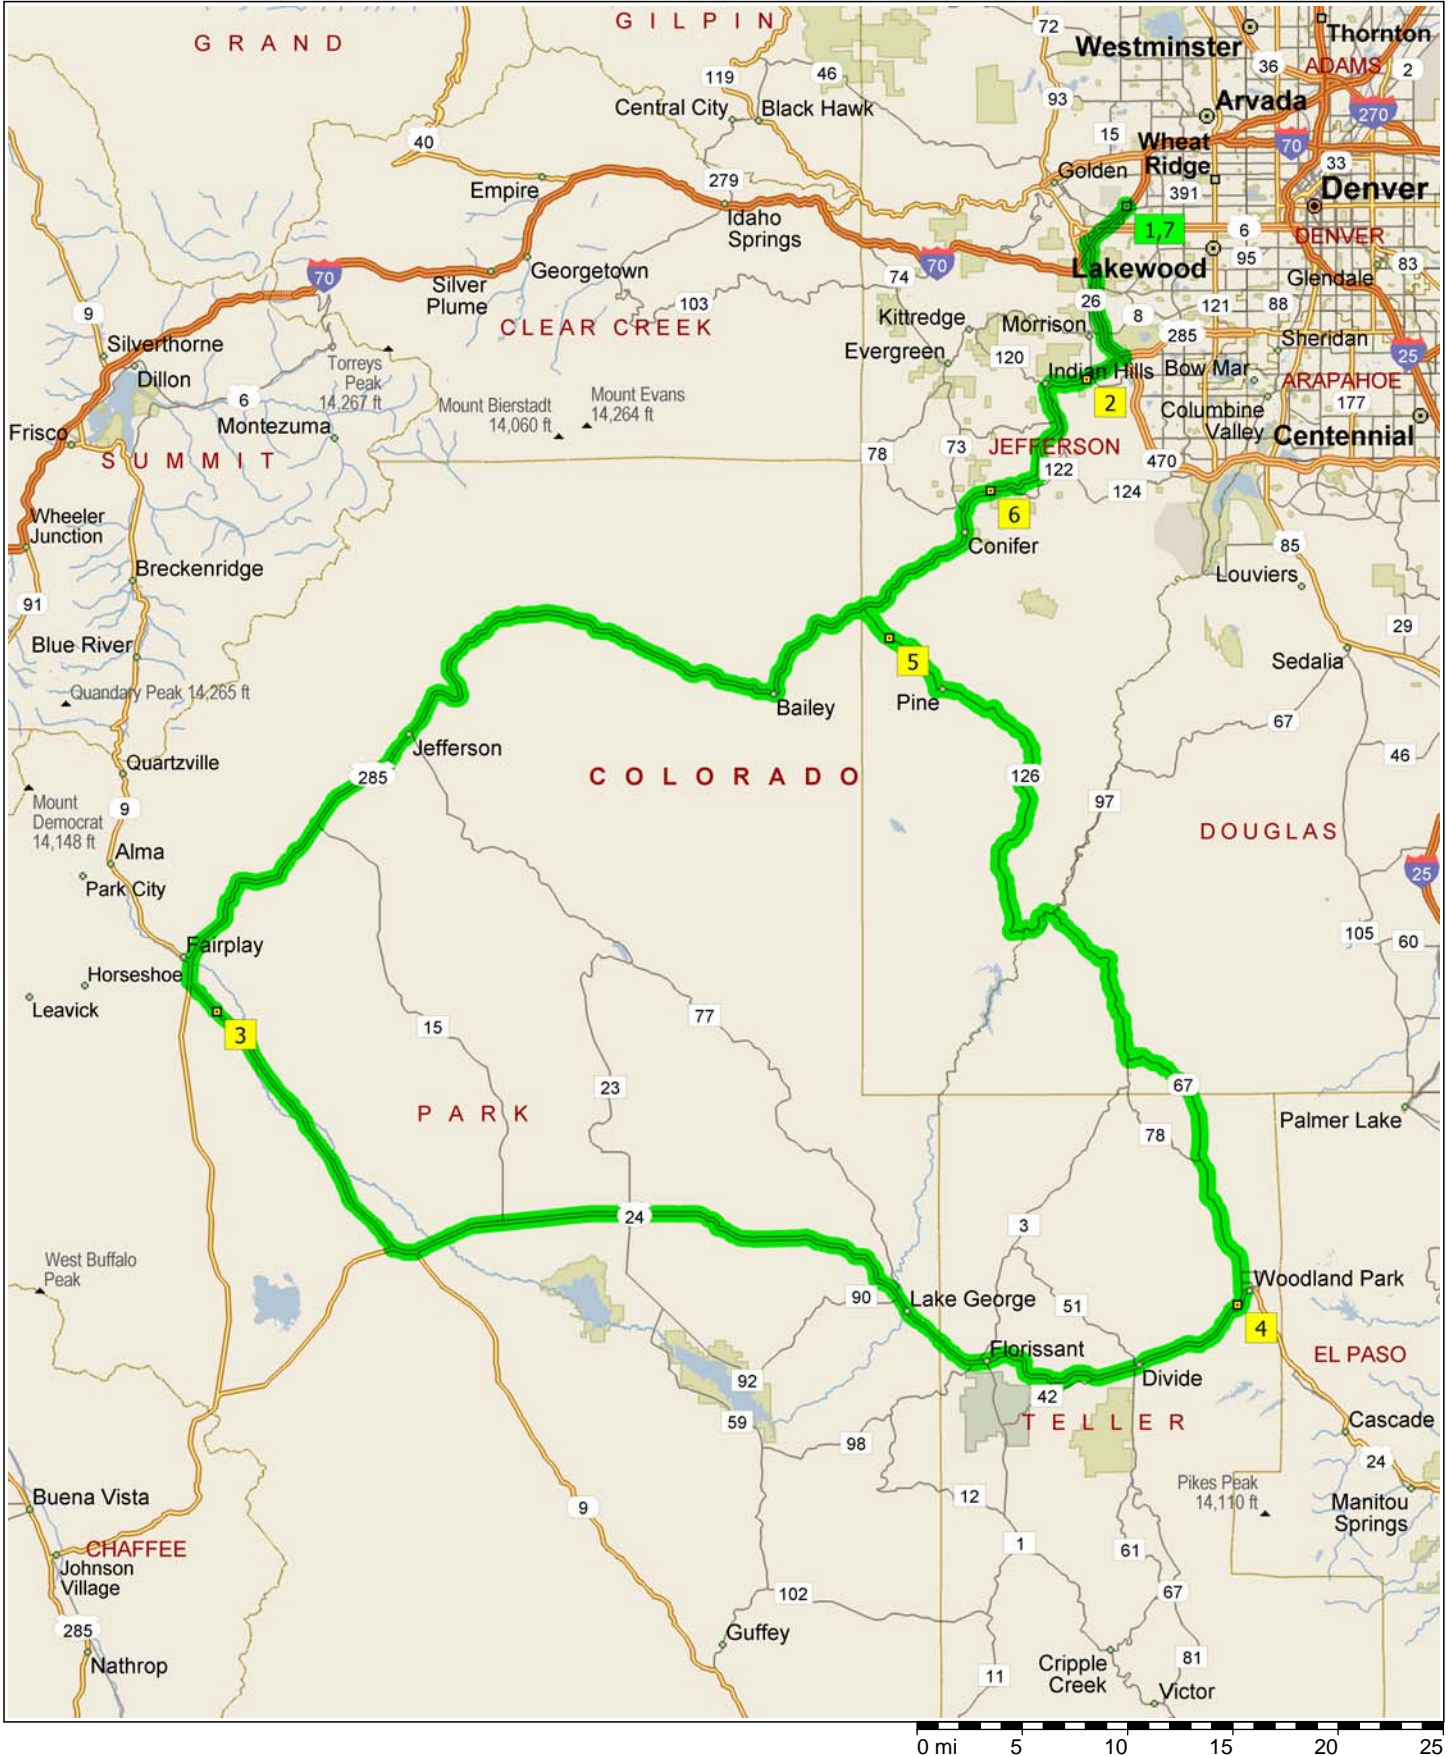 GILPIN
GRAND
72
Thornton
Westminster
36
ADAMS
2
119
46
93
Central City
Black Hawk
Arvada
270
40
15
Wheat
Ridge
70
33
Golden
Empire
279
391
Denver
Idaho
Springs
1,7
6
DENVER
70
Georgetown
Silver
Plume
74
70
Lakewood
95
Glendale
83
103
9
CLEAR CREEK
Kittredge
Morrison
26
8
121
88
285
Sheridan
Silverthorne
Evergreen
120
25
Dillon
Torreys
Peak
14,267 ft
Indian Hills
Bow Mar
ARAPAHOE
6
Mount Bierstadt
14,060 ft
Mount Evans
14,264 ft
2
177
Montezuma
Columbine
Valley
Centennial
Frisco
SUMMIT
78
73
JEFFERSON
122
470
124
Wheeler
Junction
6
Conifer
85
Breckenridge
Louviers
91
29
Blue River
5
Sedalia
Quandary Peak 14,265 ft
Pine
Bailey
67
Jefferson
46
Quartzville
285
COLORADO
126
97
Mount
Democrat
14,148 ft
9
DOUGLAS
Alma
25
Park City
Fairplay
105
60
Horseshoe
Leavick
3
15
77
23
67
PARK
Palmer Lake
78
24
3
West Buffalo
Peak
Woodland Park
90
Lake George
51
4
Florissant
EL PASO
92
42
Divide
59
TELLER
Cascade
98
24
Pikes Peak
14,110 ft
Buena Vista
12
Manitou
Springs
9
CHAFFEE
1
61
Johnson
Village
67
102
285
Guffey
Nathrop
Cripple
Creek
81
11
Victor
0 mi 5 10 15 20 25